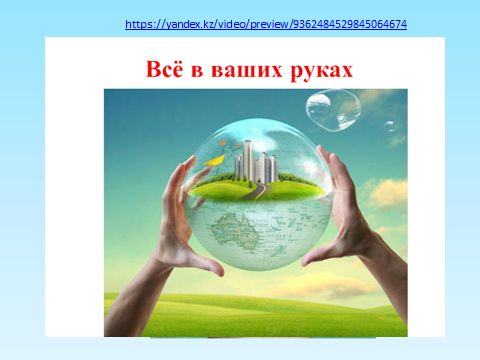 https://yandex.kz/video/preview/9362484529845064674
Всё в ваших руках